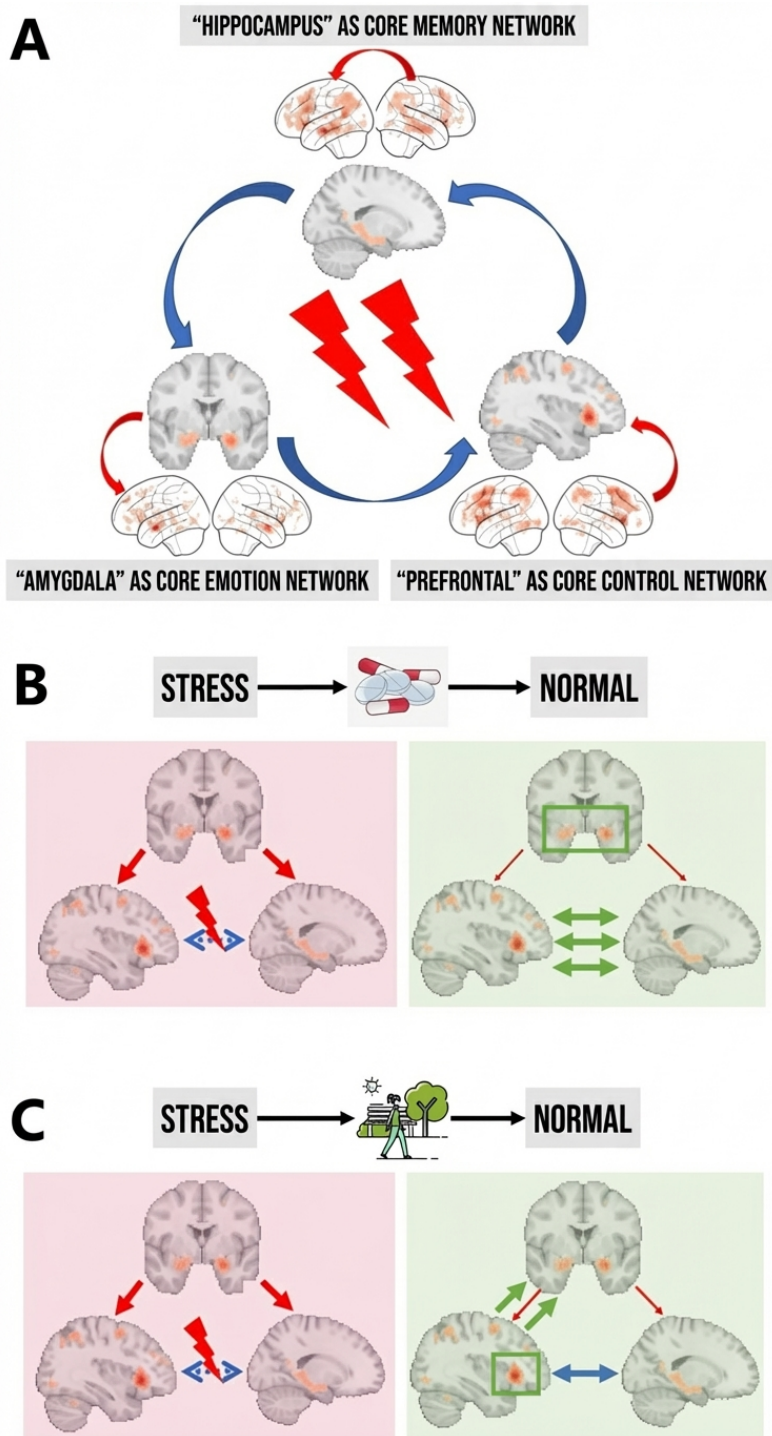 A
“HIPPOCAMPUS” AS CORE MEMORY NETWORK
“AMYGDALA” AS CORE EMOTION NETWORK
“PREFRONTAL” AS CORE CONTROL NETWORK
B
STRESS
NORMAL
C
STRESS
NORMAL